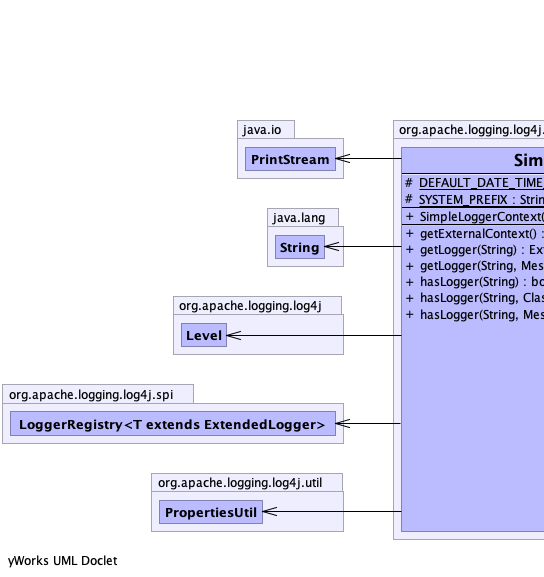 java.io
PrintStream
java.lang
String
org.apache.logging.log4j
Level
org.apache.logging.log4j.spi
LoggerRegistry<T extends ExtendedLogger>
org.apache.logging.log4j.util
PropertiesUtil
org.apache.logging.log4j.
Sim
# DEFAULT_DATE_TIME_
# SYSTEM_PREFIX : Strin
+ SimpleLoggerContext(
+ getExternalContext() :
+ getLogger(String) : Ex
+ getLogger(String, Mes
+ hasLogger(String) : bo
+ hasLogger(String, Clas
+ hasLogger(String, Mes
yWorks UML Doclet